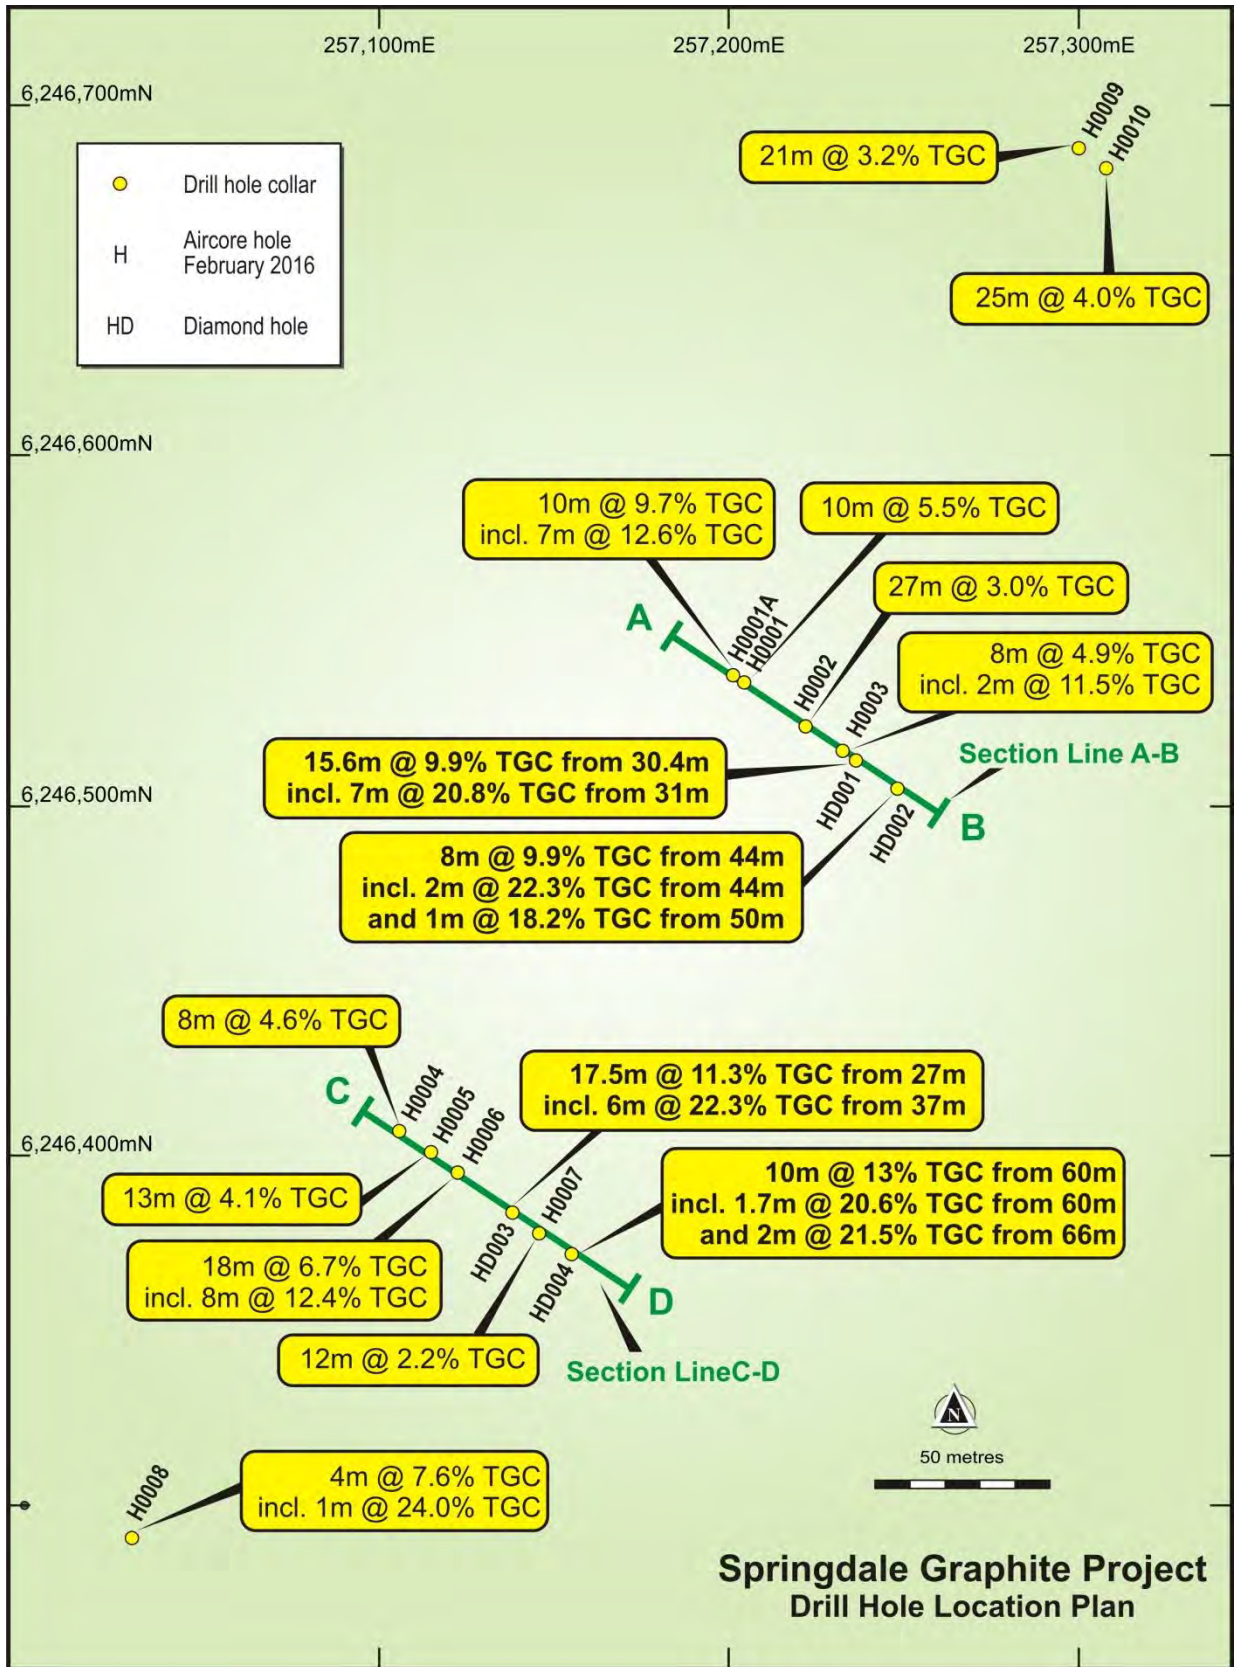 257,100mE
257,200mE
257,300mE
6,246,700mN
H0009
H0010
21m @ 3.2% TGC
Drill hole collar
H
Aircore hole
February 2016
HD
Diamond hole
25m @ 4.0% TGC
6,246,600mN
10m @ 9.7% TGC
incl. 7m @ 12.6% TGC
10m @ 5.5% TGC
27m @ 3.0% TGC
A
H0001A
H0001
H0002
H0003
8m @ 4.9% TGC
incl. 2m @ 11.5% TGC
15.6m @ 9.9% TGC from 30.4m
incl. 7m @ 20.8% TGC from 31m
Section Line A-B
6,246,500mN
HD001
HD002
B
8m @ 9.9% TGC from 44m
incl. 2m @ 22.3% TGC from 44m
and 1m @ 18.2% TGC from 50m
8m @ 4.6% TGC
17.5m @ 11.3% TGC from 27m
incl. 6m @ 22.3% TGC from 37m
C
H0004
H0005
H0006
6,246,400mN
13m @ 4.1% TGC
H0007
10m @ 13% TGC from 60m
incl. 1.7m @ 20.6% TGC from 60m
and 2m @ 21.5% TGC from 66m
18m @ 6.7% TGC
incl. 8m @ 12.4% TGC
HD003
HD004
D
12m @ 2.2% TGC
Section LineC-D
N
50 metres
H0008
4m @ 7.6% TGC
incl. 1m @ 24.0% TGC
Springdale Graphite Project
Drill Hole Location Plan